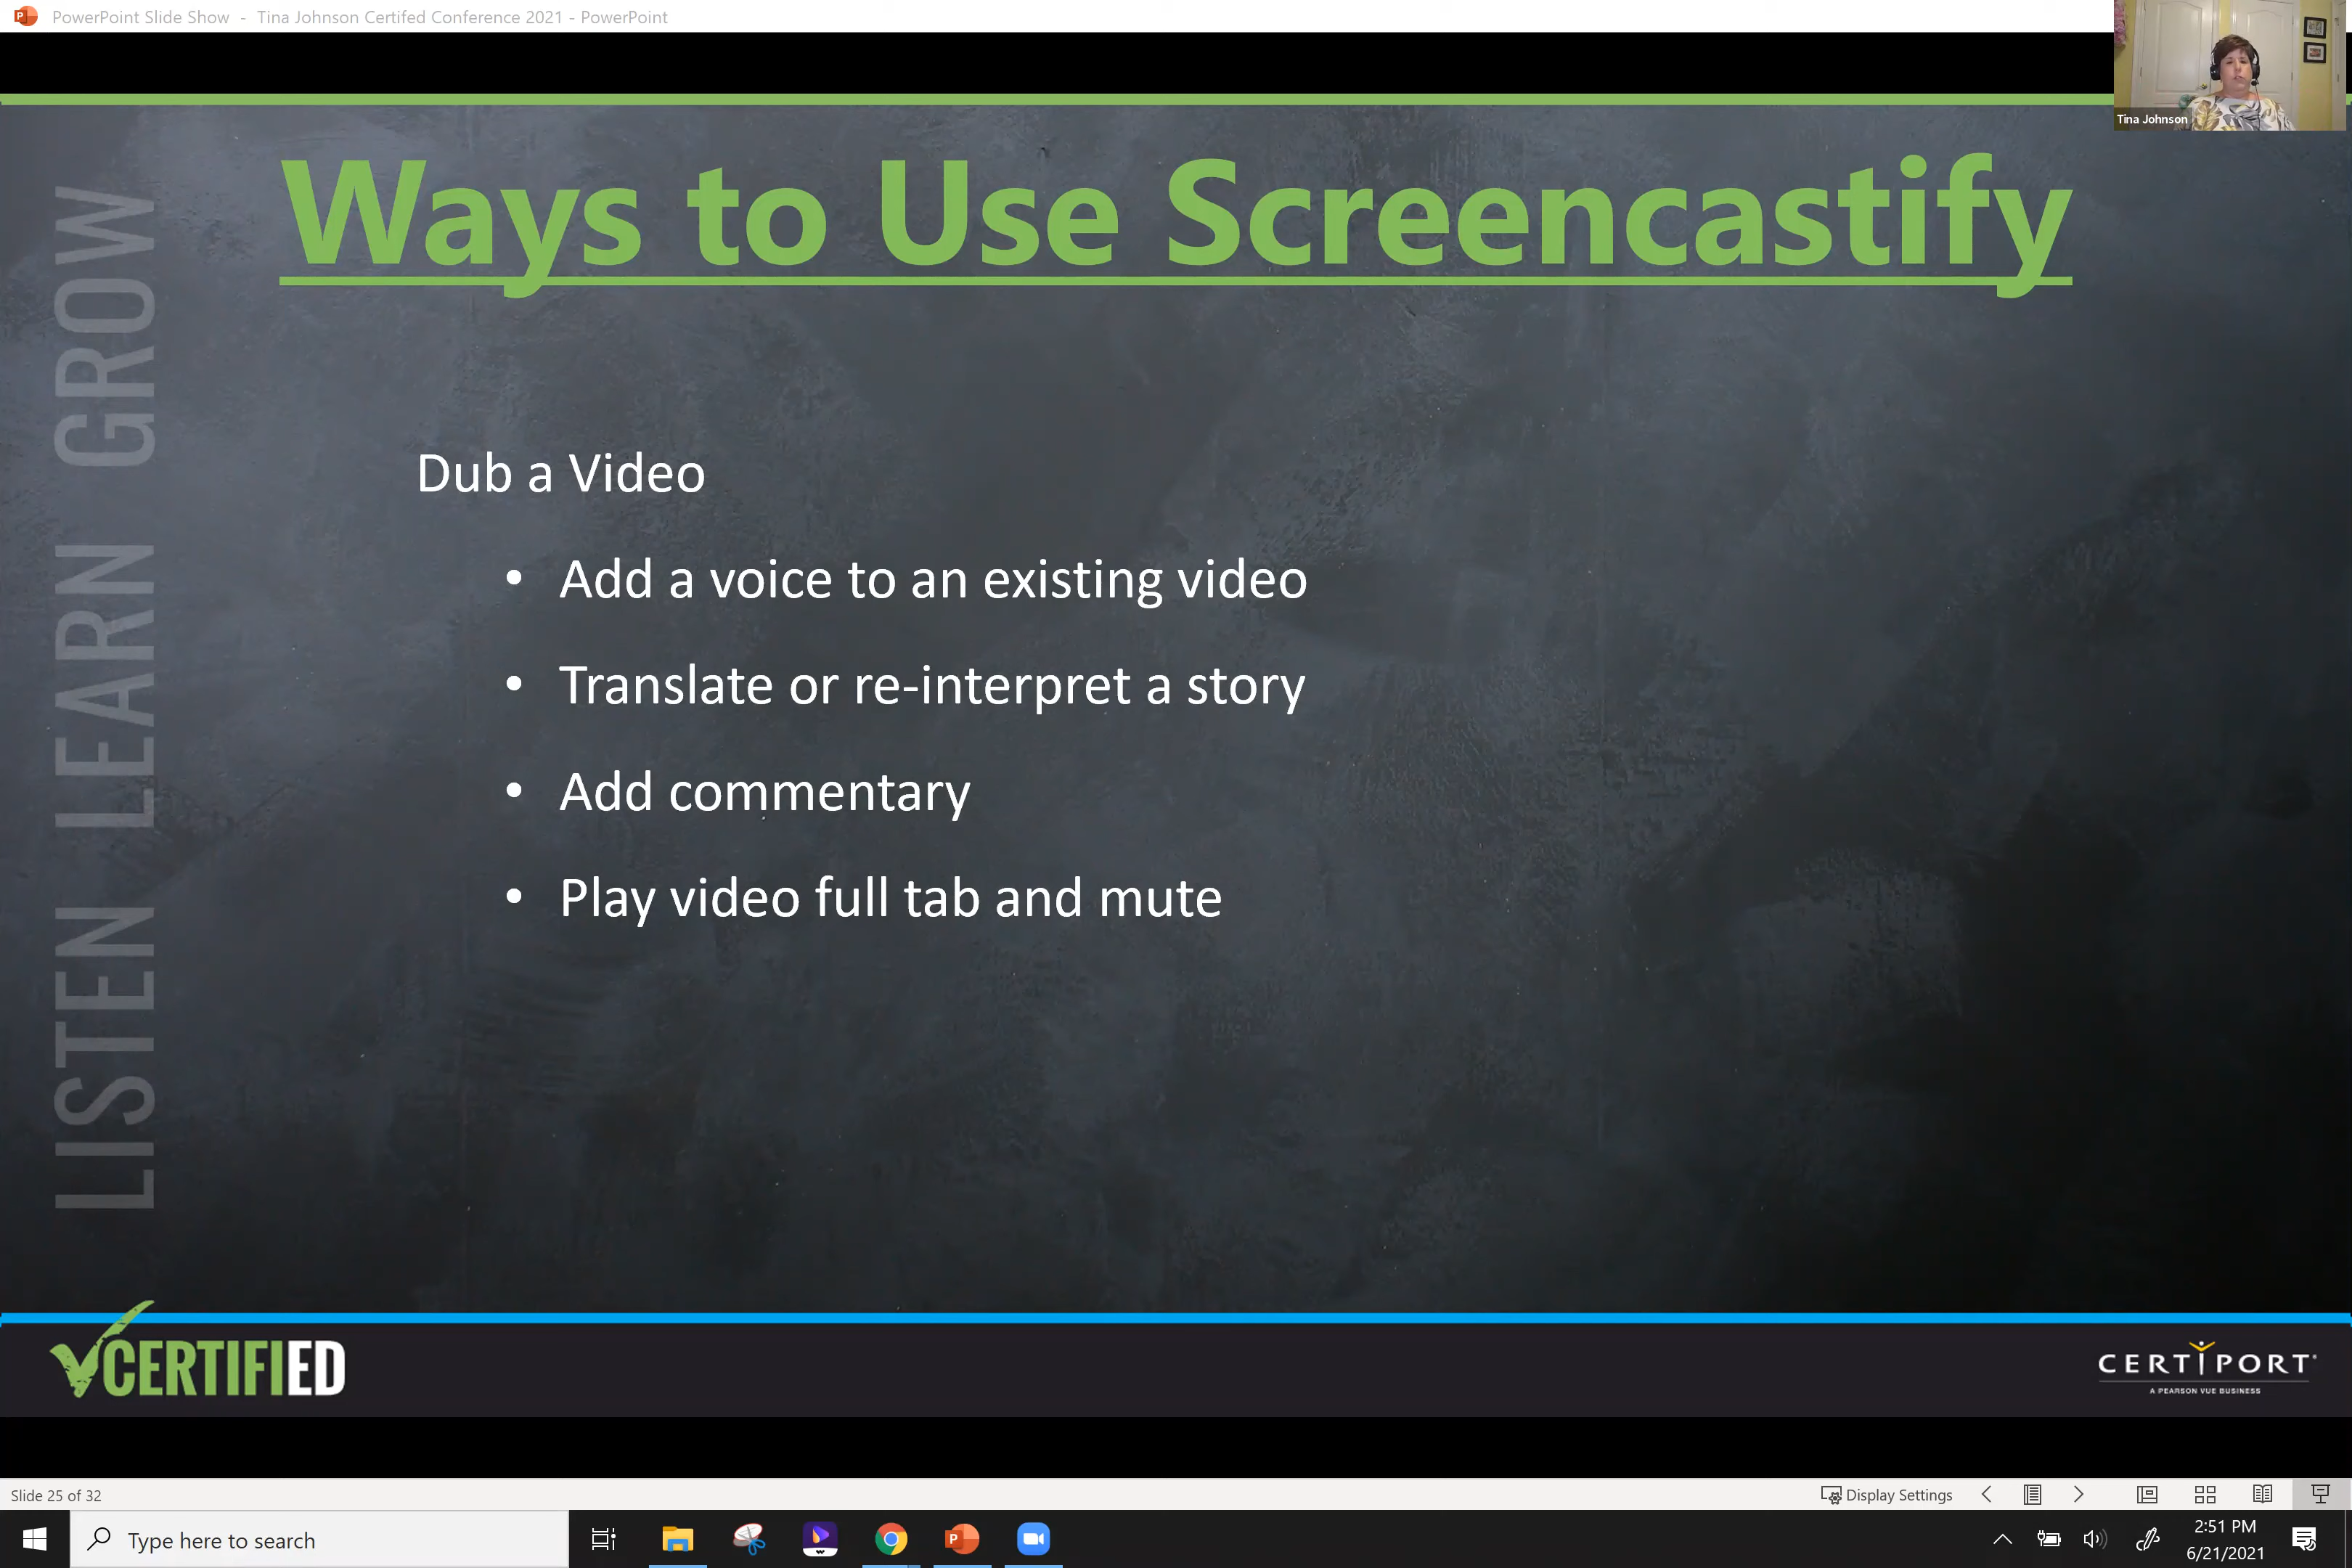 PowerPoint Slide Show - Tina Johnson Certifed Conference 2021 - PowerPoint
Tina Johnson
Ways to Use Screencastify
LISTEN LEARN GROW
Dub a Video
• Add a voice to an existing video
• Translate or re-interpret a story
• Add commentary
• Play video full tab and mute
CERTIFIED
CERTIPORT
A PEARSON VUE BUSINESS
Slide 25 of 32
Display Settings
Type here to search
2:51 PM
6/21/2021